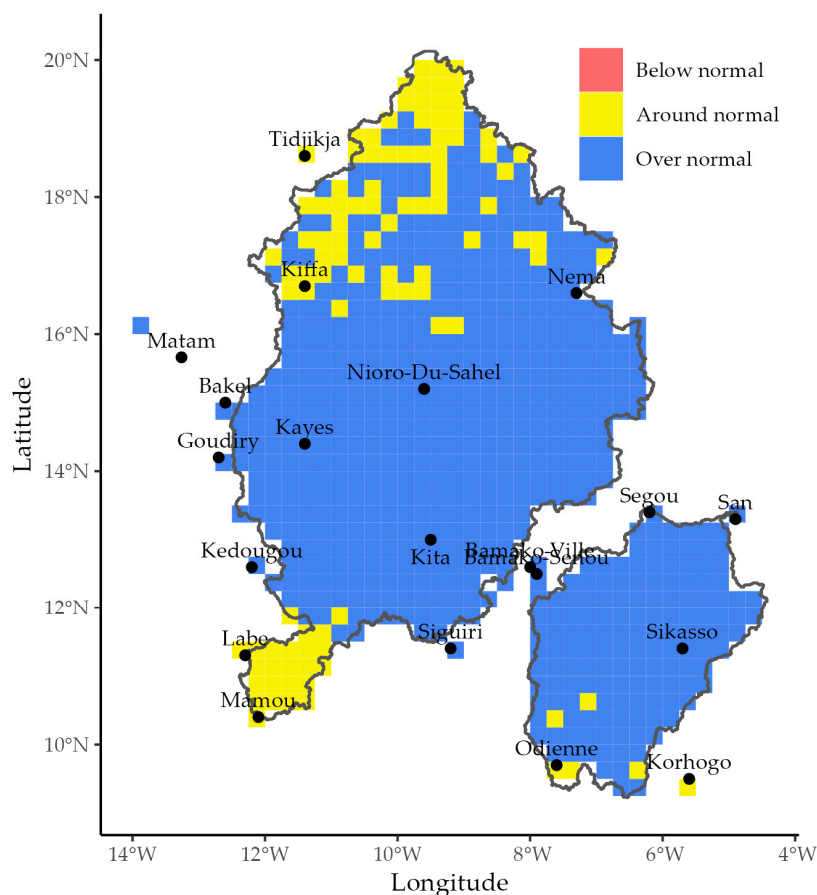 20°N
Below normal
Around normal
Tidjikja
Over normal
18°N
Kiffa
Nema
16°N
Matam
Nioro-Du-Sahel
Bakel
Kayes
Goudiry
14°N
Segou
San
Kedougou
Kita
Bamako-Ville
Bamako-Senou
12°N
Labe
Siguiri
Sikasso
Mamou
10°N
Odienne
Korhogo
14°W 12°W 10°W 8°W 6°W 4°W
Longitude
Latitude